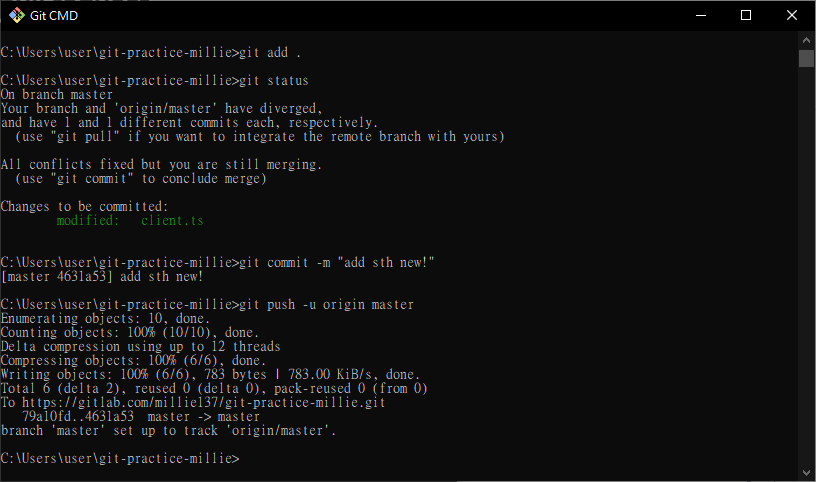 Git CMD
C:\Users\user\git-practice-millie>git add .
C:\Users\user\git-practice-millie>git status
On branch master
Your branch and 'origin/master' have diverged,
and have 1 and 1 different commits each, respectively.
  (use "git pull" if you want to integrate the remote branch with yours)
All conflicts fixed but you are still merging.
  (use "git commit" to conclude merge)
Changes to be committed:
        modified:   client.ts
C:\Users\user\git-practice-millie>git commit -m "add sth new!"
[master 4631a53] add sth new!
C:\Users\user\git-practice-millie>git push -u origin master
Enumerating objects: 10, done.
Counting objects: 100% (10/10), done.
Delta compression using up to 12 threads
Compressing objects: 100% (6/6), done.
Writing objects: 100% (6/6), 783 bytes | 783.00 KiB/s, done.
Total 6 (delta 2), reused 0 (delta 0), pack-reused 0 (from 0)
To https://gitlab.com/millie137/git-practice-millie.git
   79a10fd..4631a53  master -> master
branch 'master' set up to track 'origin/master'.
C:\Users\user\git-practice-millie>